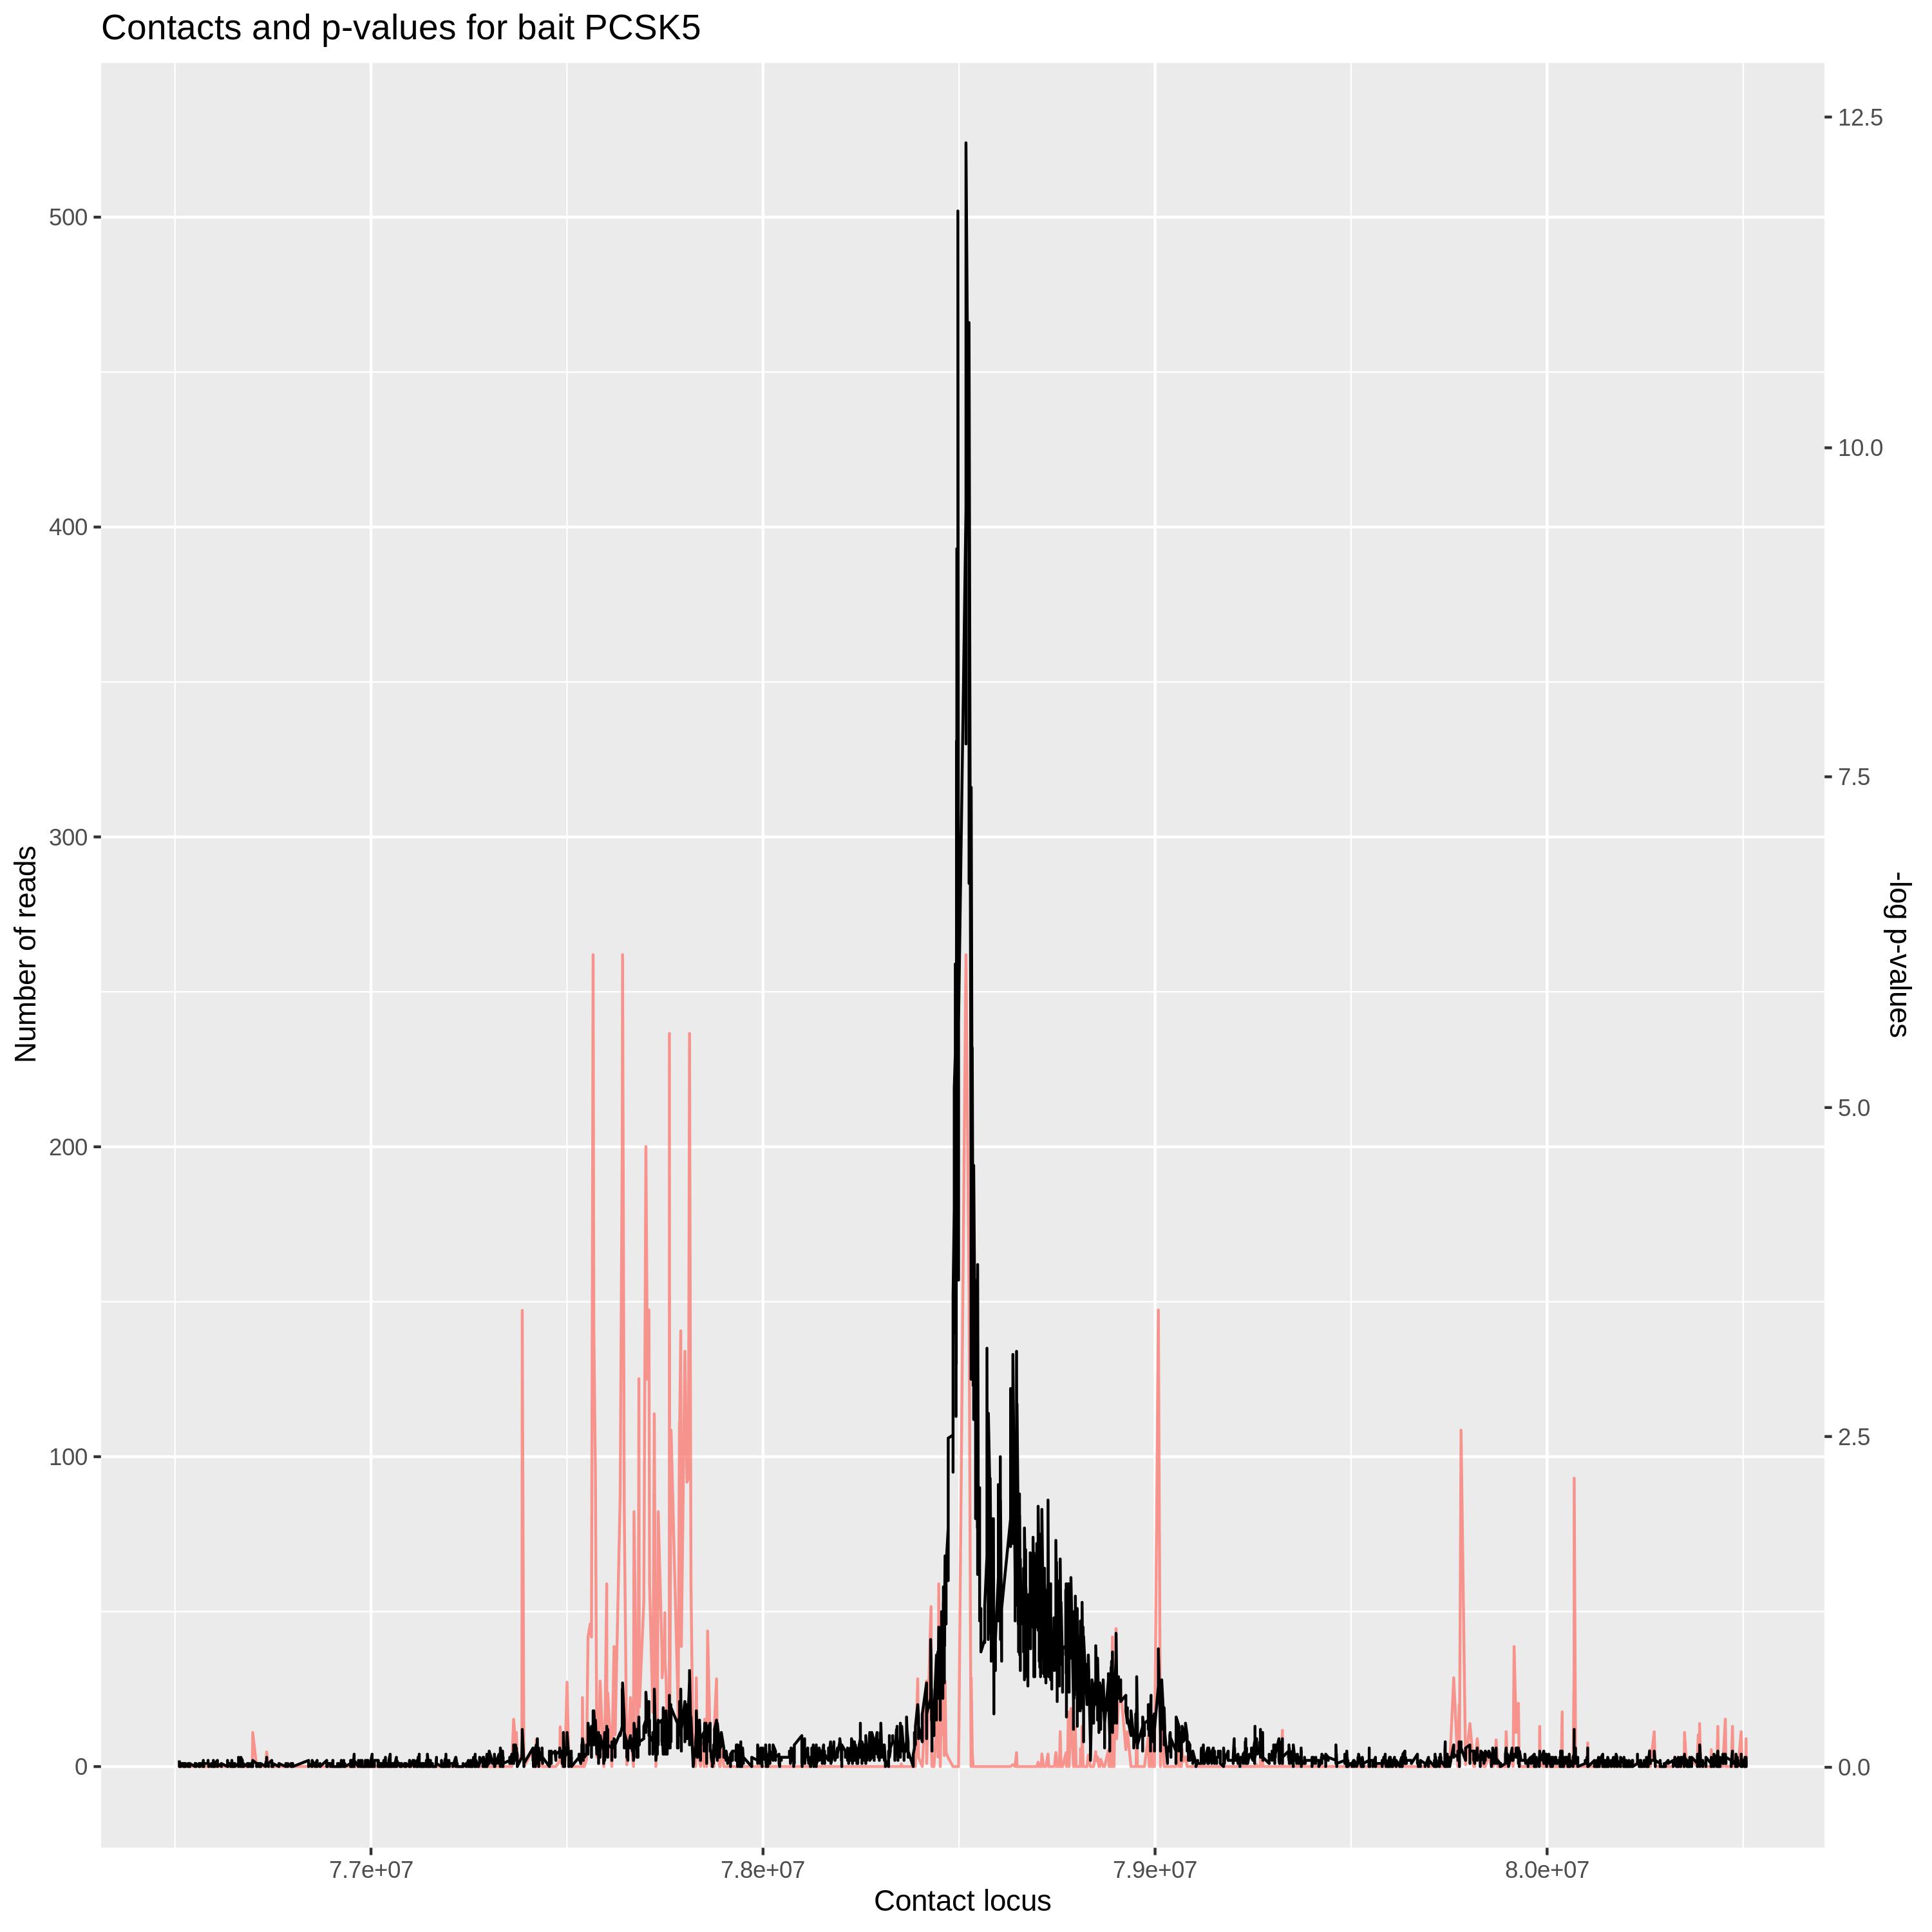 Contacts and p-values for bait PCSK5
Number of reads
500
400
300
200
100
0
12.5
10.0
7.5
5.0
2.5
0.0
-log p-values
7.7e+07 7.8e+07 7.9e+07 8.0e+07
Contact locus